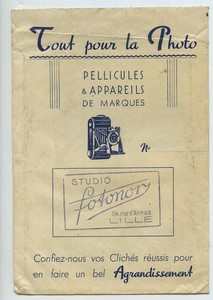 Tout pour la Photo
PELLICULES
& APPAREILS
DE MARQUES
N°
STUDIO
Fotonor
LILLE
Confiez-nous vos Clichés réussis pour
en faire un bel Agrandissement